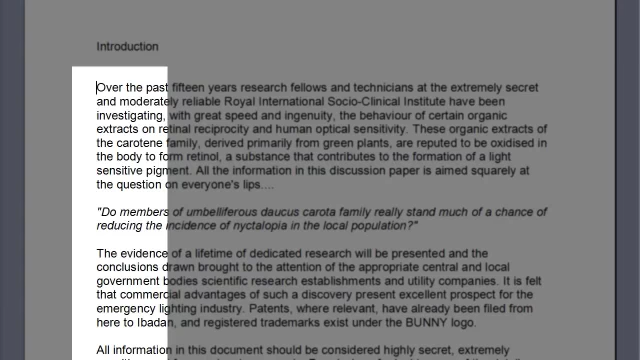 Introduction
Over the past fifteen years research fellows and technicians at the extremely secret
and moderately reliable Royal International Socio-Clinical Institute have been
investigating, with great speed and ingenuity, the behaviour of certain organic
extracts on retinal reciprocity and human optical sensitivity. These organic extracts of
the carotene family, derived primarily from green plants, are reputed to be oxidised in
the body to form retinol, a substance that contributes to the formation of a light
sensitive pigment. All the information in this discussion paper is aimed squarely at
the question on everyone's lips....
"Do members of umbelliferous daucus carota family really stand much of a chance of
reducing the incidence of nyctalopia in the local population?"
The evidence of a lifetime of dedicated research will be presented and the
conclusions drawn brought to the attention of the appropriate central and local
government bodies scientific research establishments and utility companies. It is felt
that commercial advantages of such a discovery present excellent prospect for the
emergency lighting industry. Patents, where relevant, have already been filed from
here to Ibadan, and registered trademarks exist under the BUNNY logo.
All information in this document should be considered highly secret, extremely